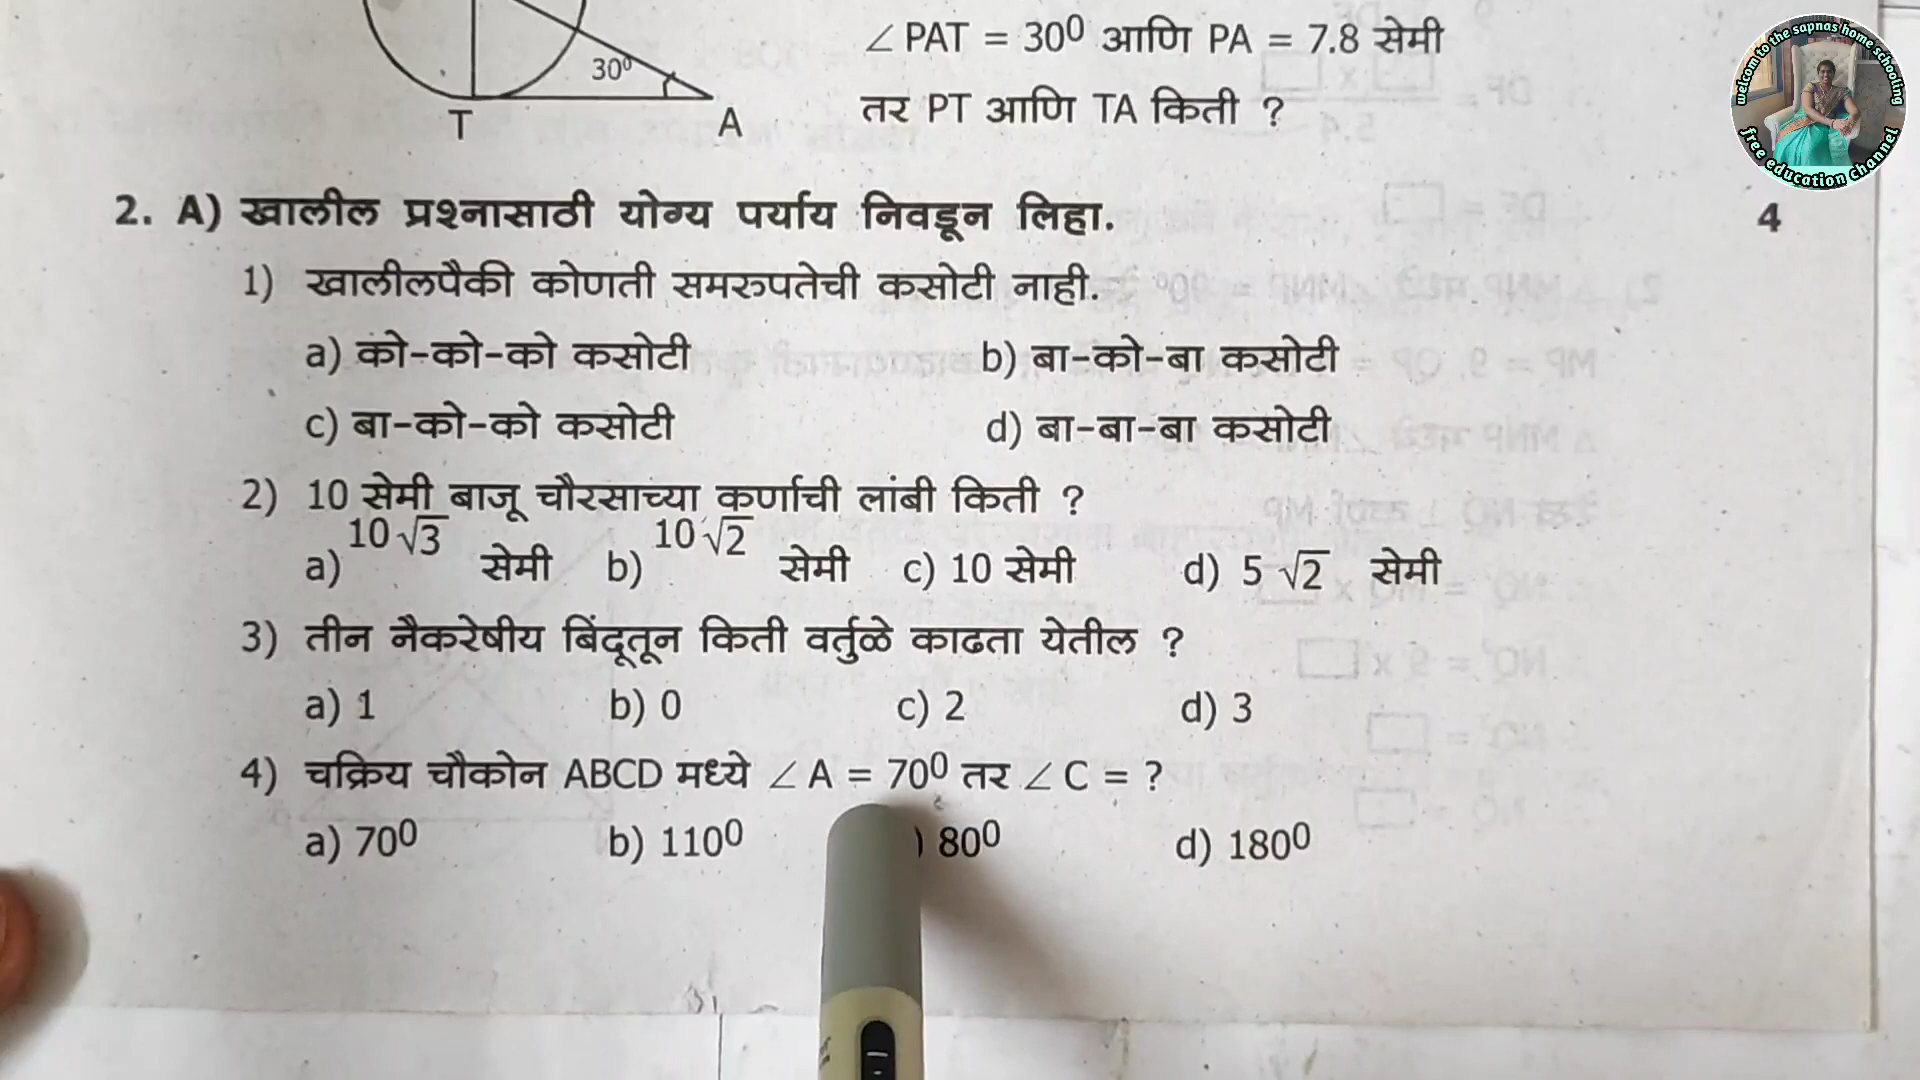 ∠PAT = 30⁰ आणि PA = 7.8 सेमी
30⁰
तर PT आणि TA किती ?
T
A
welcom to the sapnas home schooling
free education channel
2. A) खालील प्रश्नासाठी योग्य पर्याय निवडून लिहा. 4
1) खालीलपैकी कोणती समरुपतेची कसोटी नाही.
a) को-को-को कसोटी b) बा-को-बा कसोटी
c) बा-को-को कसोटी d) बा-बा-बा कसोटी
2) 10 सेमी बाजू चौरसाच्या कर्णाची लांबी किती ?
a) 10√3 सेमी b) 10√2 सेमी c) 10 सेमी d) 5 √2 सेमी
3) तीन नैकरेषीय बिंदूतून किती वर्तुळे काढता येतील ?
a) 1 b) 0 c) 2 d) 3
4) चक्रिय चौकोन ABCD मध्ये ∠A = 70⁰ तर ∠C = ?
a) 70⁰ b) 110⁰ ) 80⁰ d) 180⁰